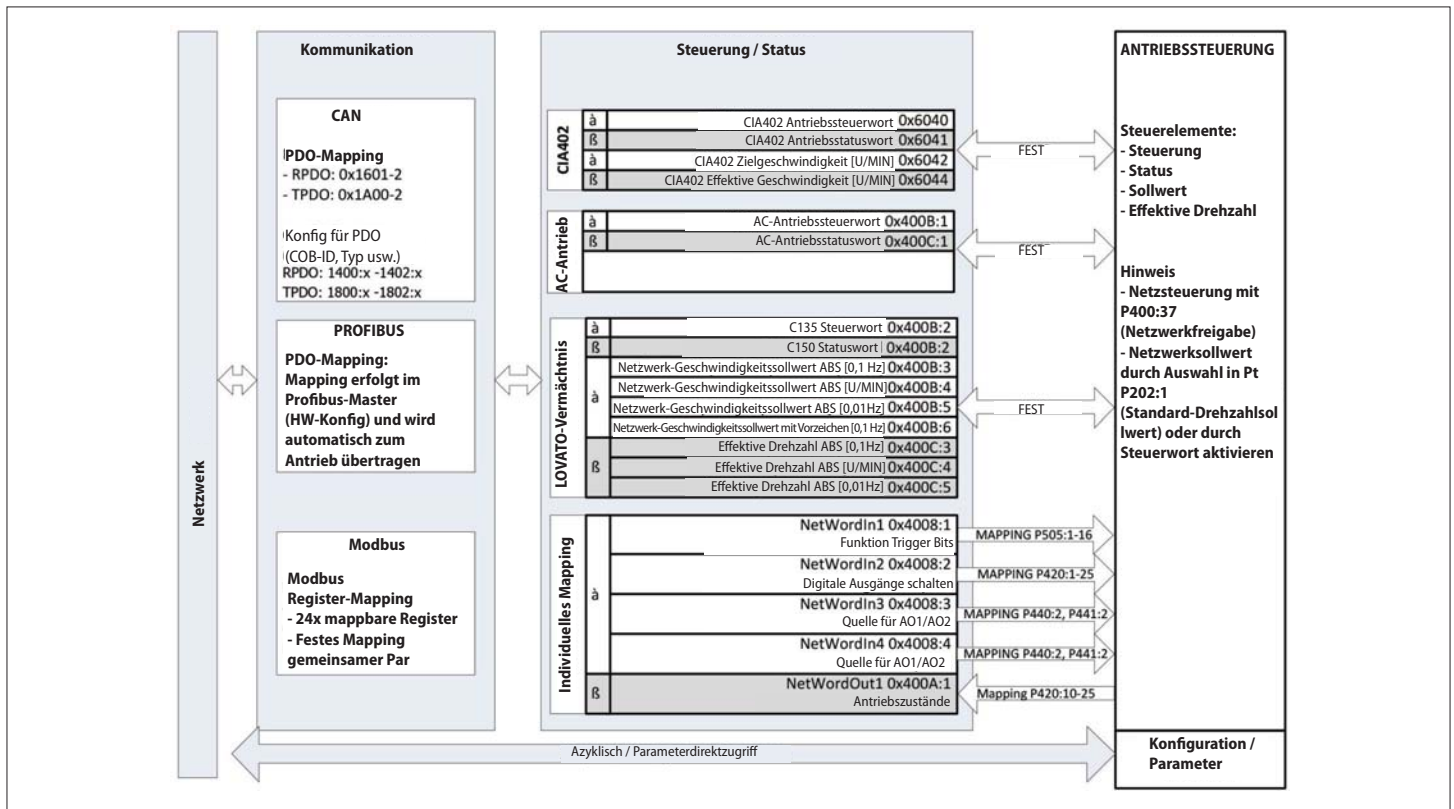 Kommunikation
Steuerung / Status
ANTRIEBSSTEUERUNG
Netzwerk
CAN
PDO-Mapping
- RPDO: 0x1601-2
- TPDO: 0x1A00-2
Konfig für PDO
(COB-ID, Typ usw.)
RPDO: 1400:x -1402:x
TPDO: 1800:x -1802:x
PROFIBUS
PDO-Mapping:
Mapping erfolgt im
Profibus-Master
(HW-Konfig) und wird
automatisch zum
Antrieb übertragen
Modbus
Modbus
Register-Mapping
- 24x mappbare Register
- Festes Mapping
gemeinsamer Par
CIA402
à CIA402 Antriebssteuerwort 0x6040
ß CIA402 Antriebsstatuswort 0x6041
à CIA402 Zielgeschwindigkeit [U/MIN] 0x6042
ß CIA402 Effektive Geschwindigkeit [U/MIN] 0x6044
FEST
AC-Antrieb
à AC-Antriebssteuerwort 0x400B:1
ß AC-Antriebsstatuswort 0x400C:1
FEST
LOVATO-Vermächtnis
à C135 Steuerwort 0x400B:2
ß C150 Statuswort 0x400B:2
à
Netzwerk-Geschwindigkeitssollwert ABS [0,1 Hz] 0x400B:3
Netzwerk-Geschwindigkeitssollwert ABS [U/MIN] 0x400B:4
Netzwerk-Geschwindigkeitssollwert ABS [0,01Hz] 0x400B:5
Netzwerk-Geschwindigkeitssollwert mit Vorzeichen [0,1 Hz] 0x400B:6
ß
Effektive Drehzahl ABS [0,1Hz] 0x400C:3
Effektive Drehzahl ABS [U/MIN] 0x400C:4
Effektive Drehzahl ABS [0,01Hz] 0x400C:5
FEST
Individuelles Mapping
à
NetWordIn1 0x4008:1
Funktion Trigger Bits
MAPPING P505:1-16
NetWordIn2 0x4008:2
Digitale Ausgänge schalten
MAPPING P420:1-25
NetWordIn3 0x4008:3
Quelle für AO1/AO2
MAPPING P440:2, P441:2
NetWordIn4 0x4008:4
Quelle für AO1/AO2
MAPPING P440:2, P441:2
ß
NetWordOut1 0x400A:1
Antriebszustände
Mapping P420:10-25
Steuerelemente:
- Steuerung
- Status
- Sollwert
- Effektive Drehzahl
Hinweis
- Netzsteuerung mit
P400:37
(Netzwerkfreigabe)
- Netzwerksollwert
durch Auswahl in Pt
P202:1
(Standard-Drehzahlsol
lwert) oder durch
Steuerwort aktivieren
Azyklisch / Parameterdirektzugriff
Konfiguration /
Parameter